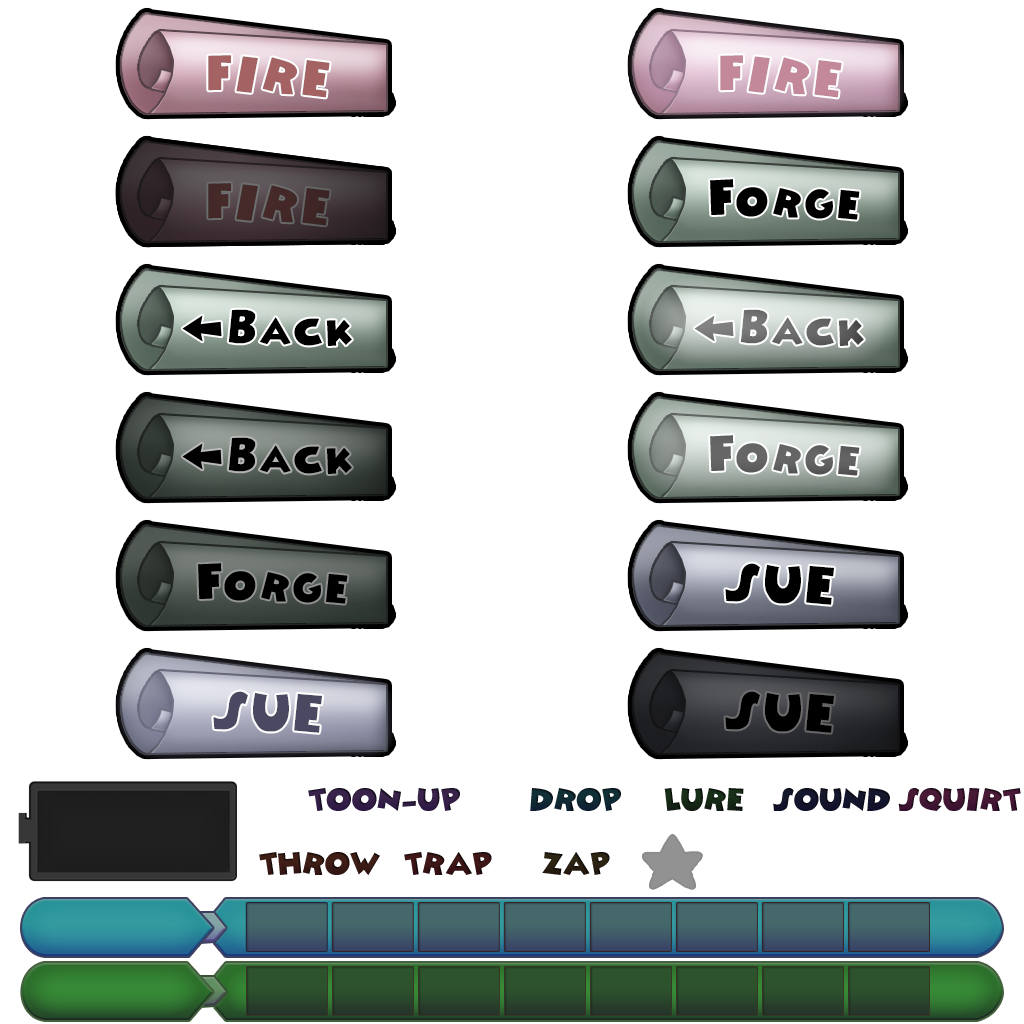 FIRE
FIRE
FIRE
FORGE
BACK
BACK
BACK
FORGE
FORGE
SUE
SUE
SUE
TOON-UP DROP LURE SOUND SQUIRT
THROW TRAP ZAP